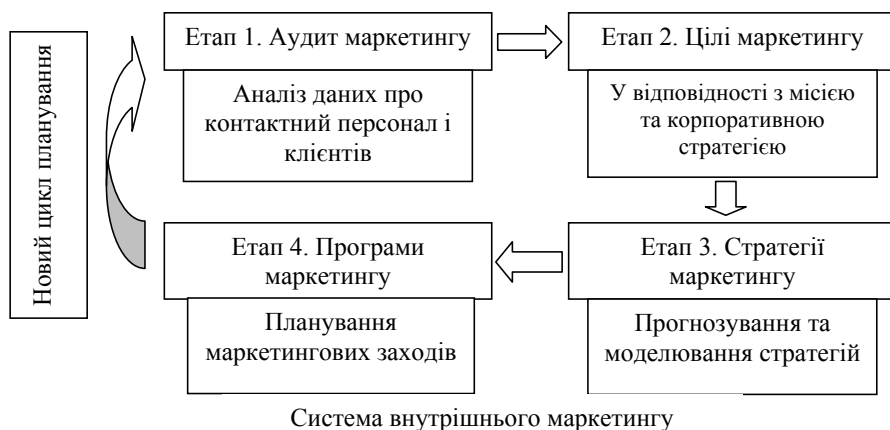 Новий цикл планування
Етап 1. Аудит маркетингу
Аналіз даних про
контактний персонал і
клієнтів
Етап 2. Цілі маркетингу
У відповідності з місією
та корпоративною
стратегією
Етап 4. Програми
маркетингу
Планування
маркетингових заходів
Етап 3. Стратегії
маркетингу
Прогнозування та
моделювання стратегій
Система внутрішнього маркетингу